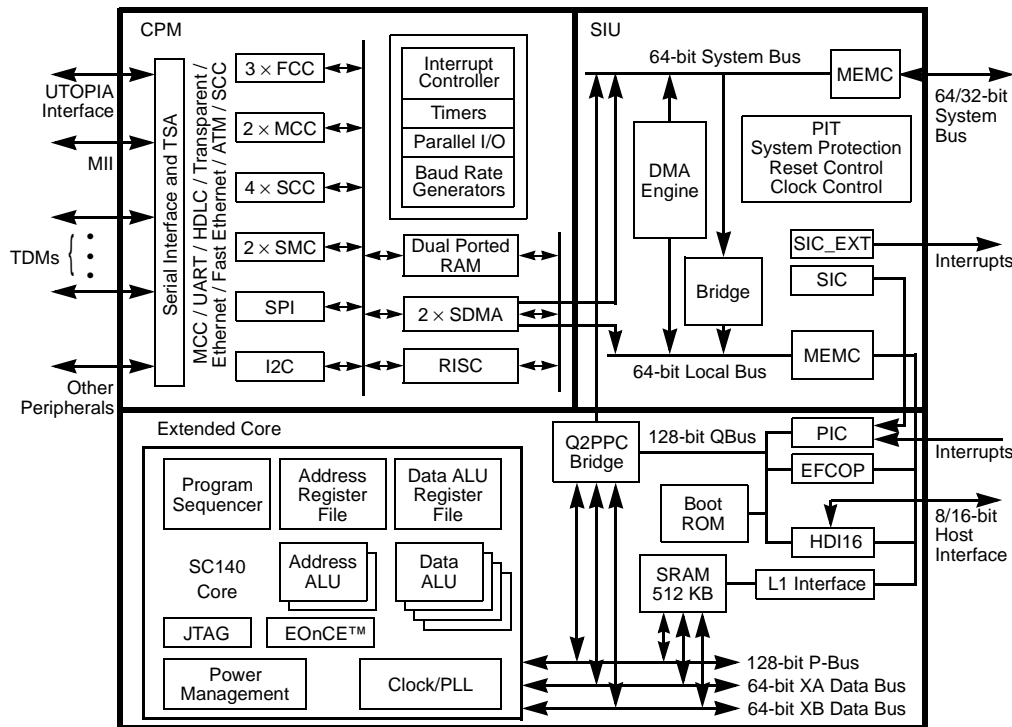 CPM
SIU
UTOPIA
Interface
MII
TDMs
Other
Peripherals
Serial Interface and TSA
MCC / UART / HDLC / Transparent /
Ethernet / Fast Ethernet / ATM / SCC
3 × FCC
2 × MCC
4 × SCC
2 × SMC
SPI
I2C
Interrupt
Controller
Timers
Parallel I/O
Baud Rate
Generators
Dual Ported
RAM
2 × SDMA
RISC
64-bit System Bus
MEMC
64/32-bit
System
Bus
DMA
Engine
PIT
System Protection
Reset Control
Clock Control
SIC_EXT
Interrupts
SIC
Bridge
64-bit Local Bus
MEMC
Extended Core
Program
Sequencer
Address
Register
File
Data ALU
Register
File
SC140
Core
Address
ALU
Data
ALU
JTAG
EOnCE™
Power
Management
Clock/PLL
Q2PPC
Bridge
128-bit QBus
PIC
Interrupts
EFCOP
Boot
ROM
HDI16
8/16-bit
Host
Interface
SRAM
512 KB
L1 Interface
128-bit P-Bus
64-bit XA Data Bus
64-bit XB Data Bus